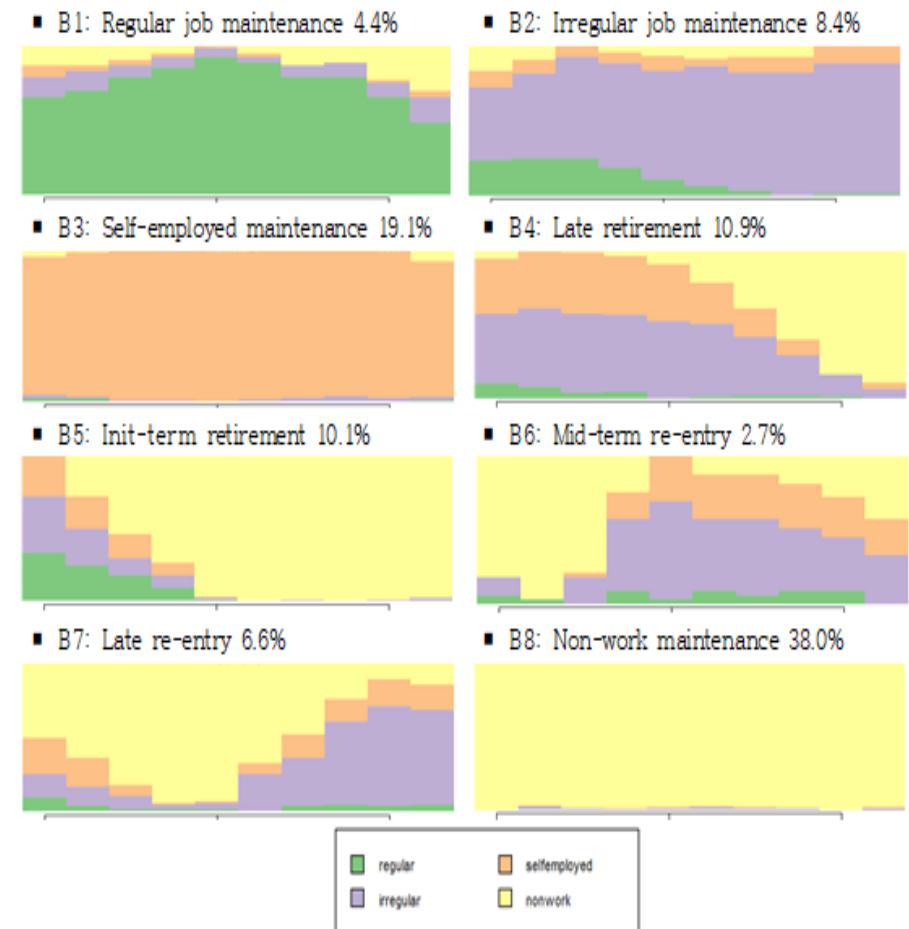 ▪ B1: Regular job maintenance 4.4%
▪ B2: Irregular job maintenance 8.4%
▪ B3: Self-employed maintenance 19.1%
▪ B4: Late retirement 10.9%
▪ B5: Init-term retirement 10.1%
▪ B6: Mid-term re-entry 2.7%
▪ B7: Late re-entry 6.6%
▪ B8: Non-work maintenance 38.0%
regular
selfemployed
irregular
nonwork